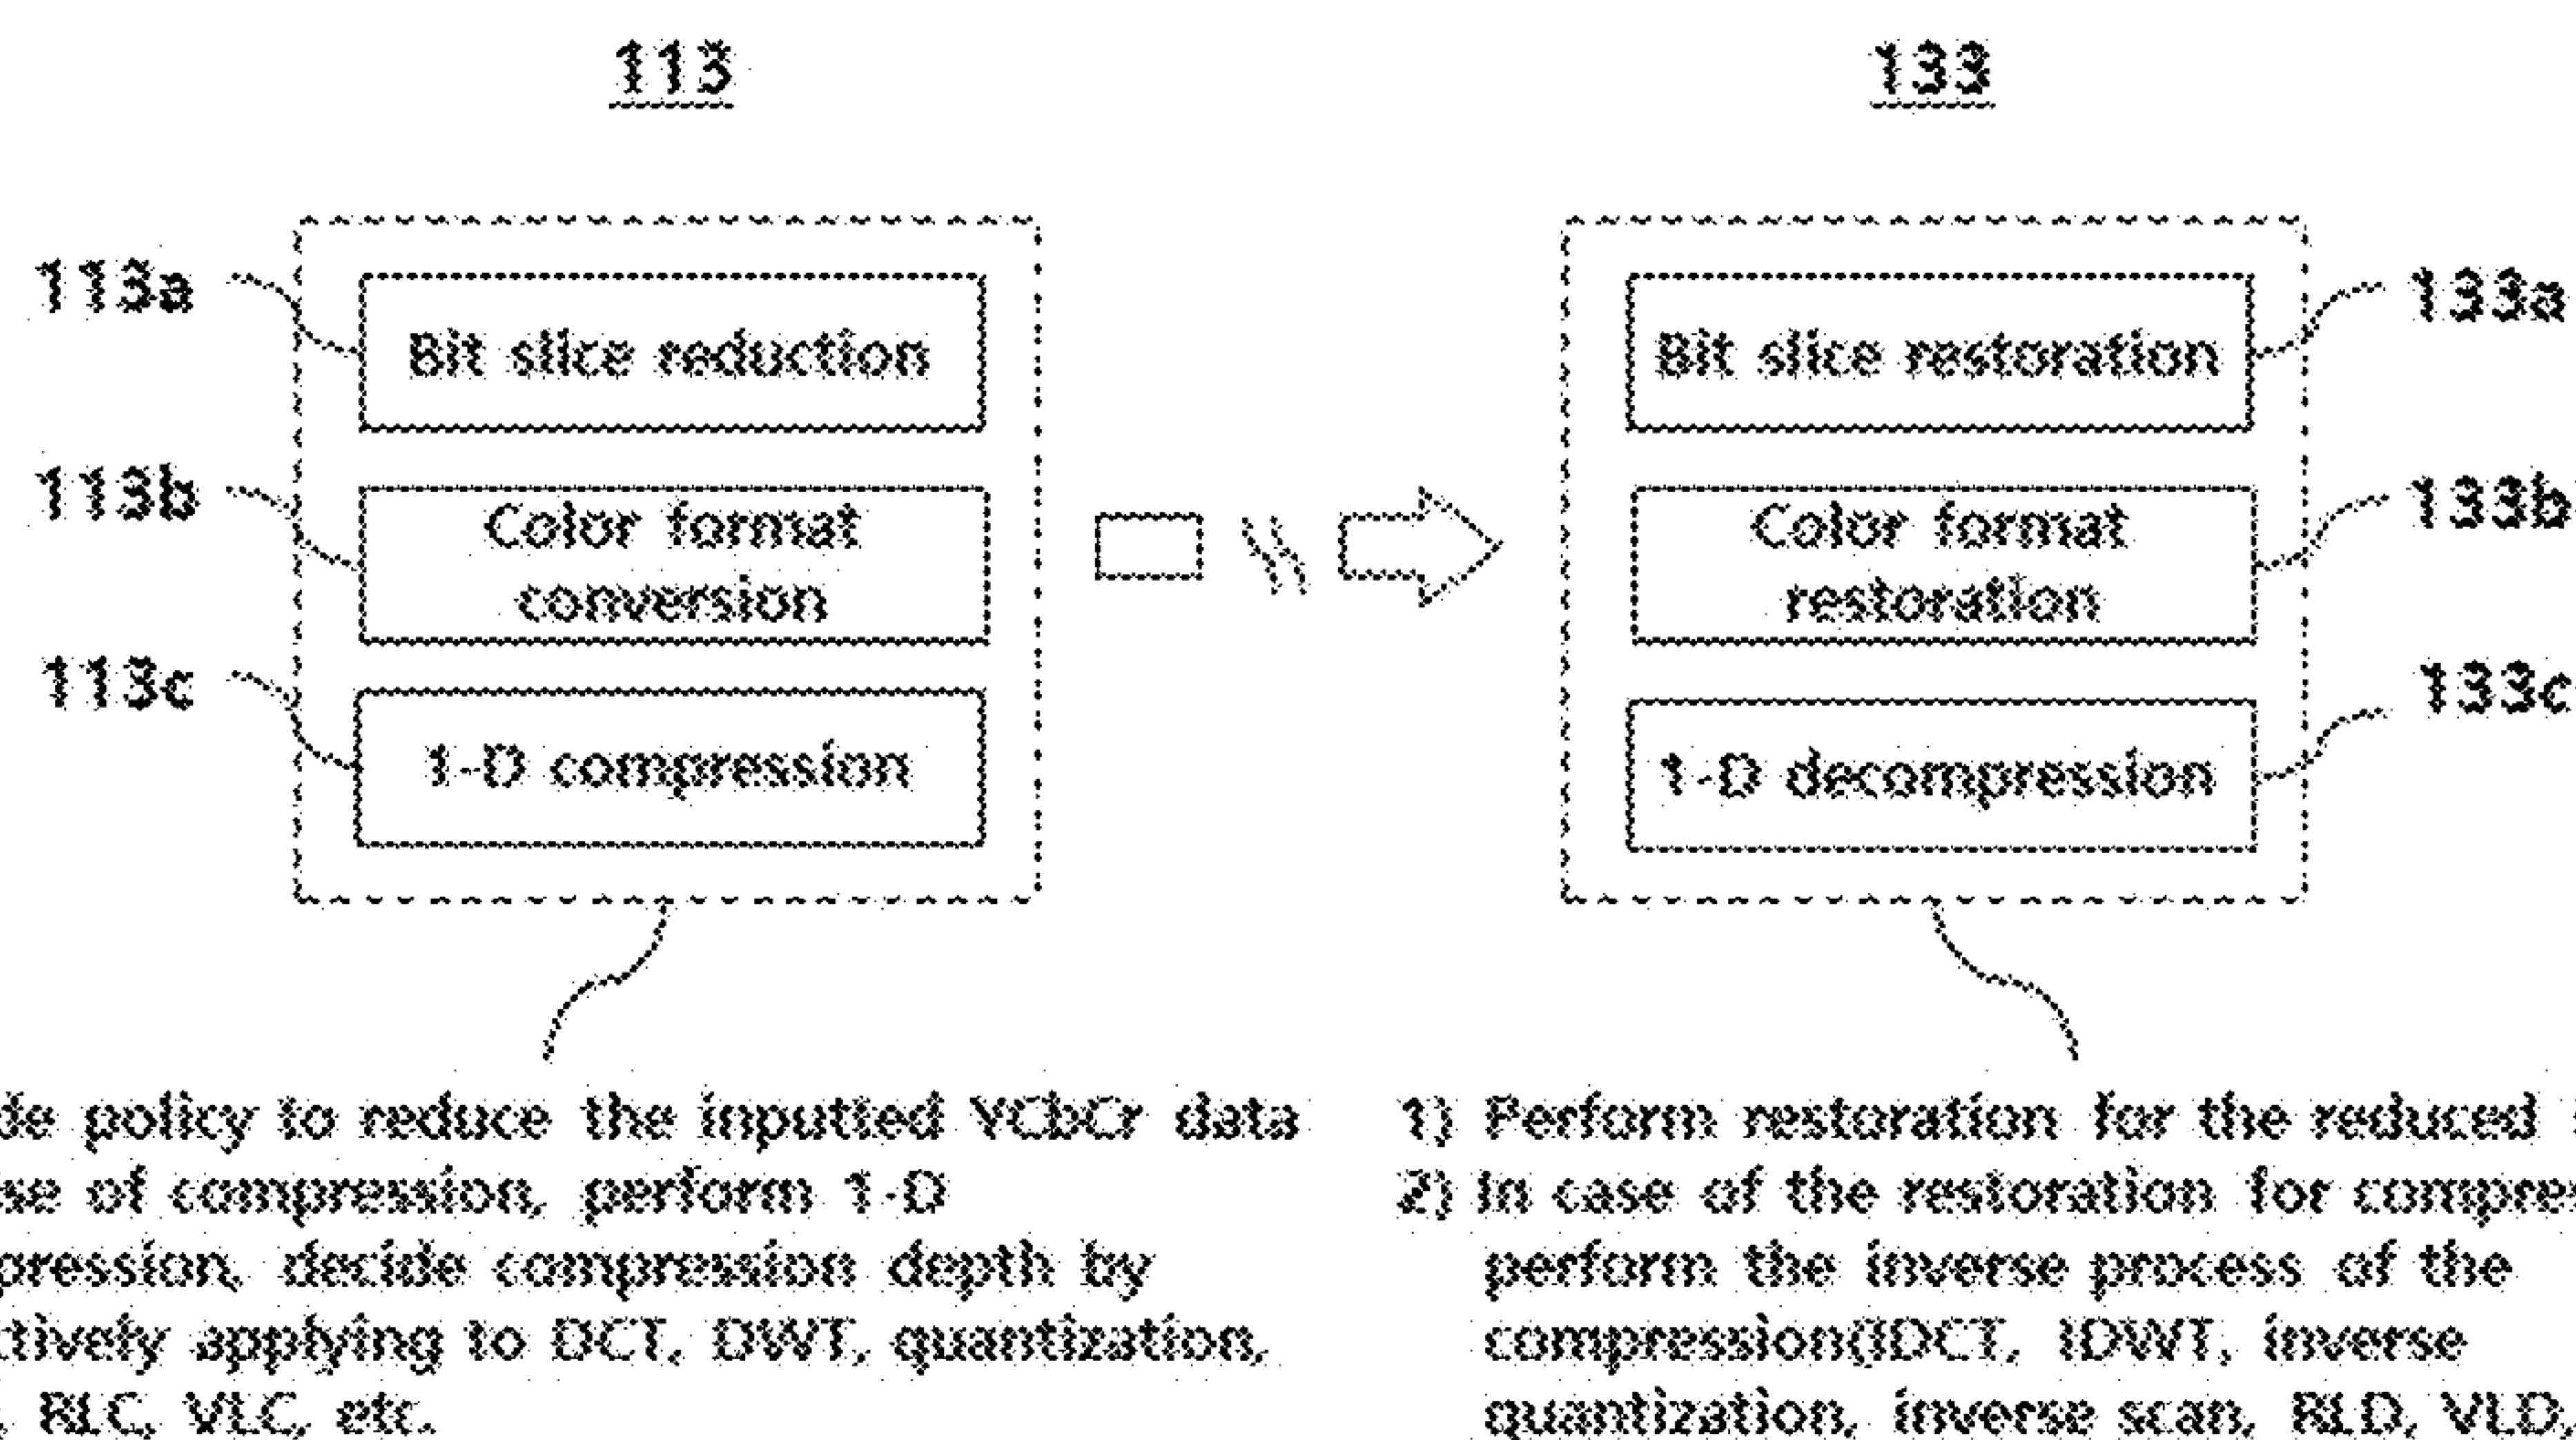 113
113a
Bit slice reduction
113b
Color format
conversion
113c
1-D compression
133
133a
Bit slice restoration
133b
Color format
restoration
133c
1-D decompression
de policy to reduce the inputted YCbCr data
se of compression, perform 1-D
pression, decide compression depth by
ctively applying to DCT, DWT, quantization,
, RLC, VLC, etc.
1) Perform restoration for the reduced
2) In case of the restoration for compres
perform the inverse process of the
compression(IDCT, IDWT, inverse
quantization, inverse scan, RLD, VLD,